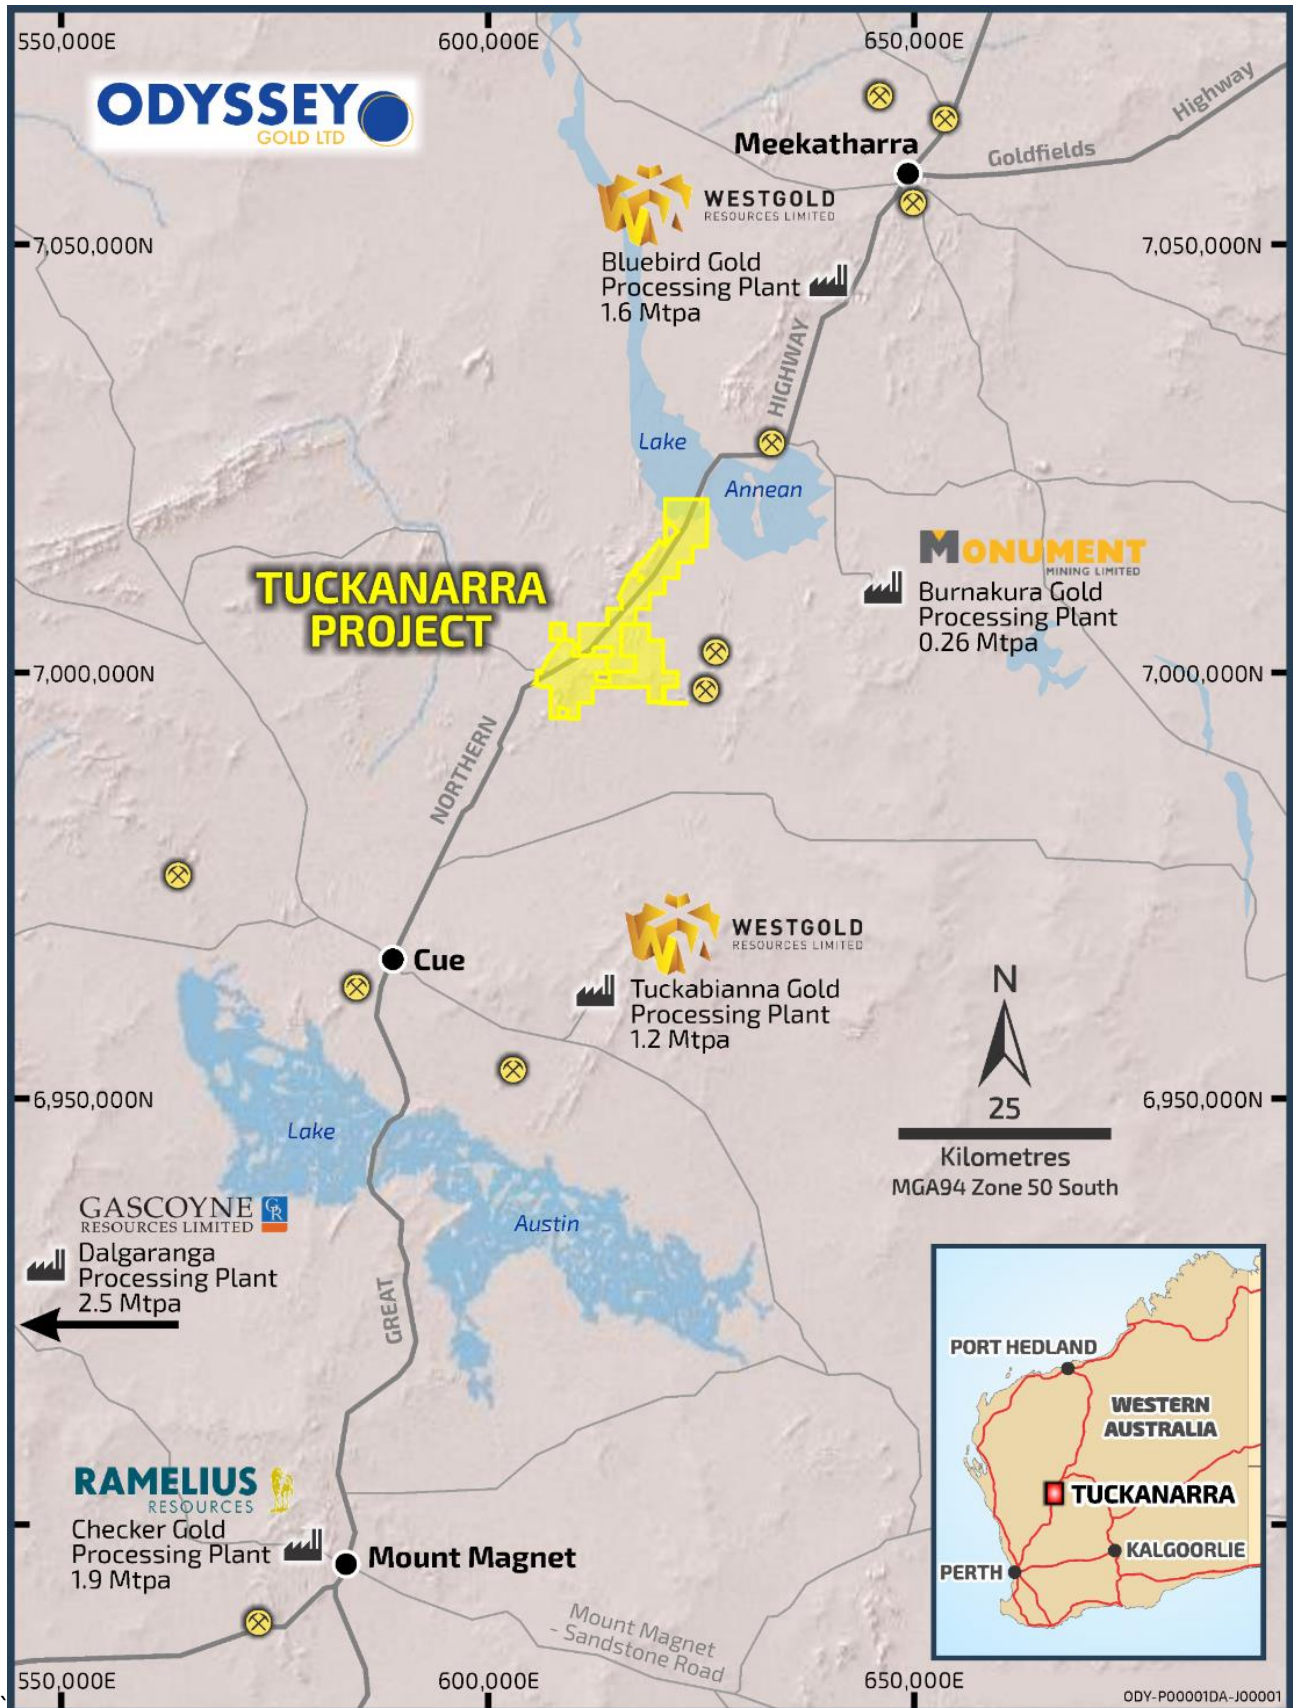 550,000E
600,000E
650,000E
ODYSSEY
GOLD LTD
Highway
Goldfields
Meekatharra
WESTGOLD
RESOURCES LIMITED
Bluebird Gold
Processing Plant
1.6 Mtpa
7,050,000N
7,050,000N
HIGHWAY
Lake
Annean
MONUMENT
MINING LIMITED
Burnakura Gold
Processing Plant
0.26 Mtpa
TUCKANARRA
PROJECT
7,000,000N
7,000,000N
NORTHERN
Cue
WESTGOLD
RESOURCES LIMITED
Tuckabianna Gold
Processing Plant
1.2 Mtpa
N
25
Kilometres
MGA94 Zone 50 South
6,950,000N
6,950,000N
Lake
Austin
GASCOYNE
RESOURCES LIMITED
GR
Dalgaranga
Processing Plant
2.5 Mtpa
GREAT
PORT HEDLAND
WESTERN
AUSTRALIA
TUCKANARRA
KALGOORLIE
PERTH
RAMELIUS
RESOURCES
Checker Gold
Processing Plant
1.9 Mtpa
Mount Magnet
Mount Magnet
- Sandstone Road
550,000E
600,000E
650,000E
ODY-P00001DA-J00001